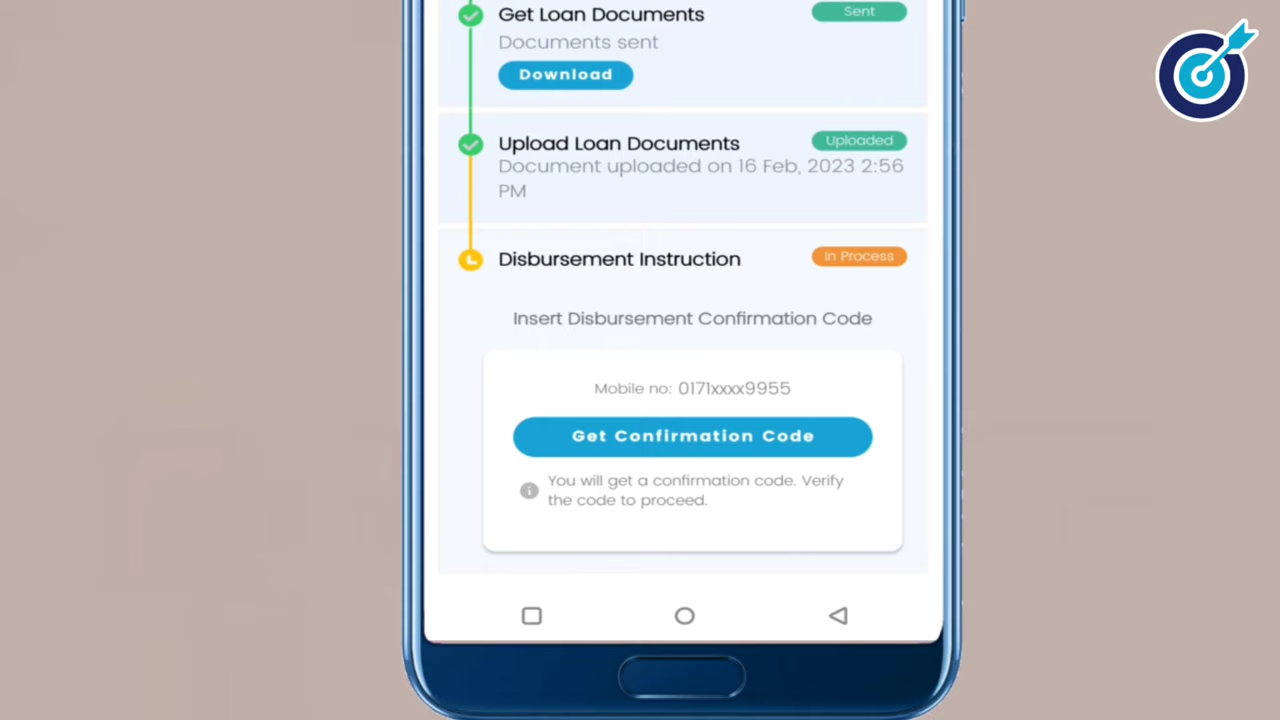 Get Loan Documents
Sent
Documents sent
Download
Upload Loan Documents
Uploaded
Document uploaded on 16 Feb, 2023 2:56
PM
Disbursement Instruction
In Process
Insert Disbursement Confirmation Code
Mobile no: 0171xxxx9955
Get Confirmation Code
You will get a confirmation code. Verify
the code to proceed.